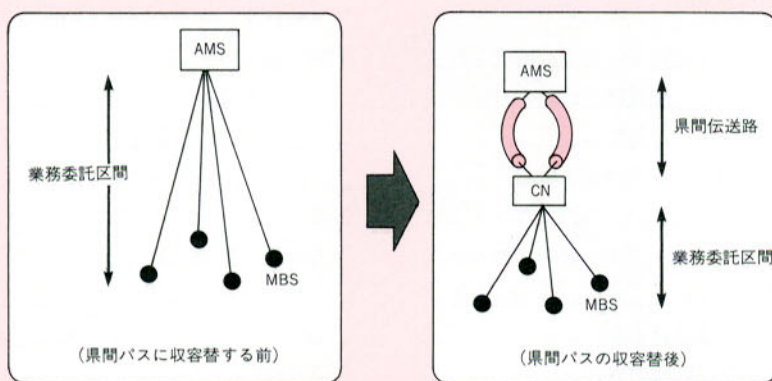 AMS
業務委託区間
MBS
(県間パスに収容替する前)
AMS
県間伝送路
CN
業務委託区間
MBS
(県間パスの収容替後)